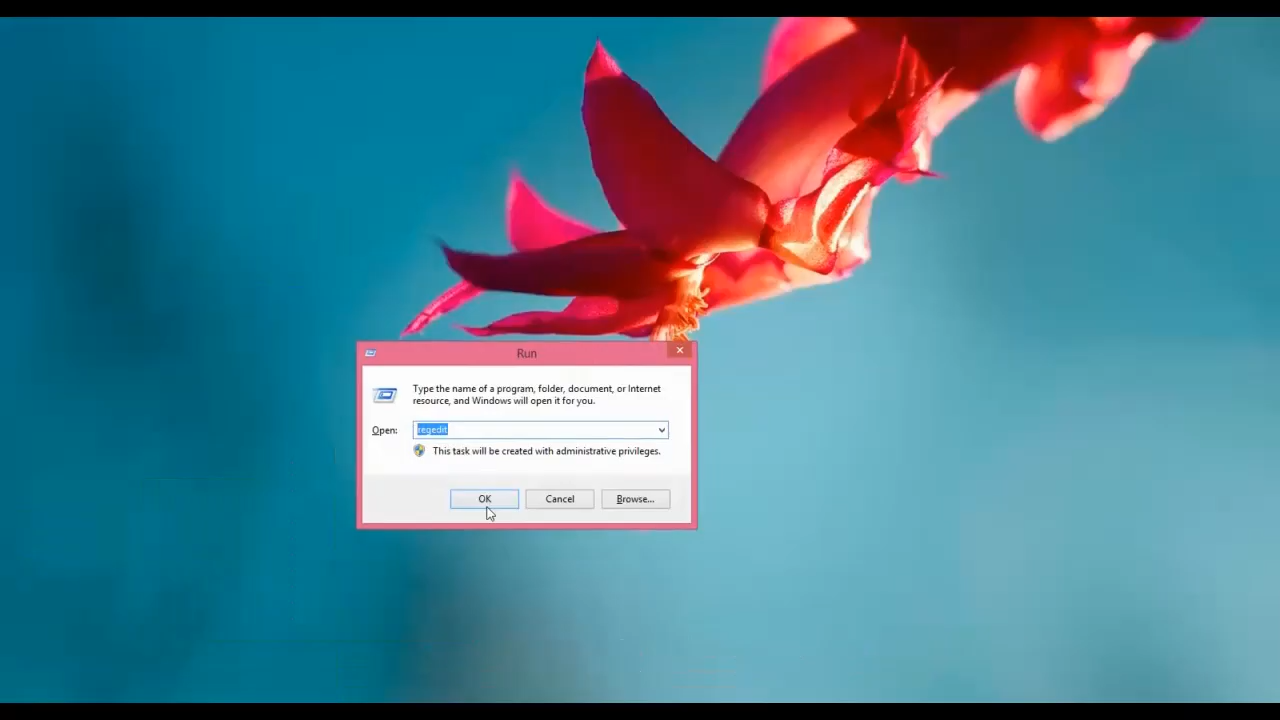 Run
Type the name of a program, folder, document, or Internet
resource, and Windows will open it for you.
Open: regedit
This task will be created with administrative privileges.
OK Cancel Browse...